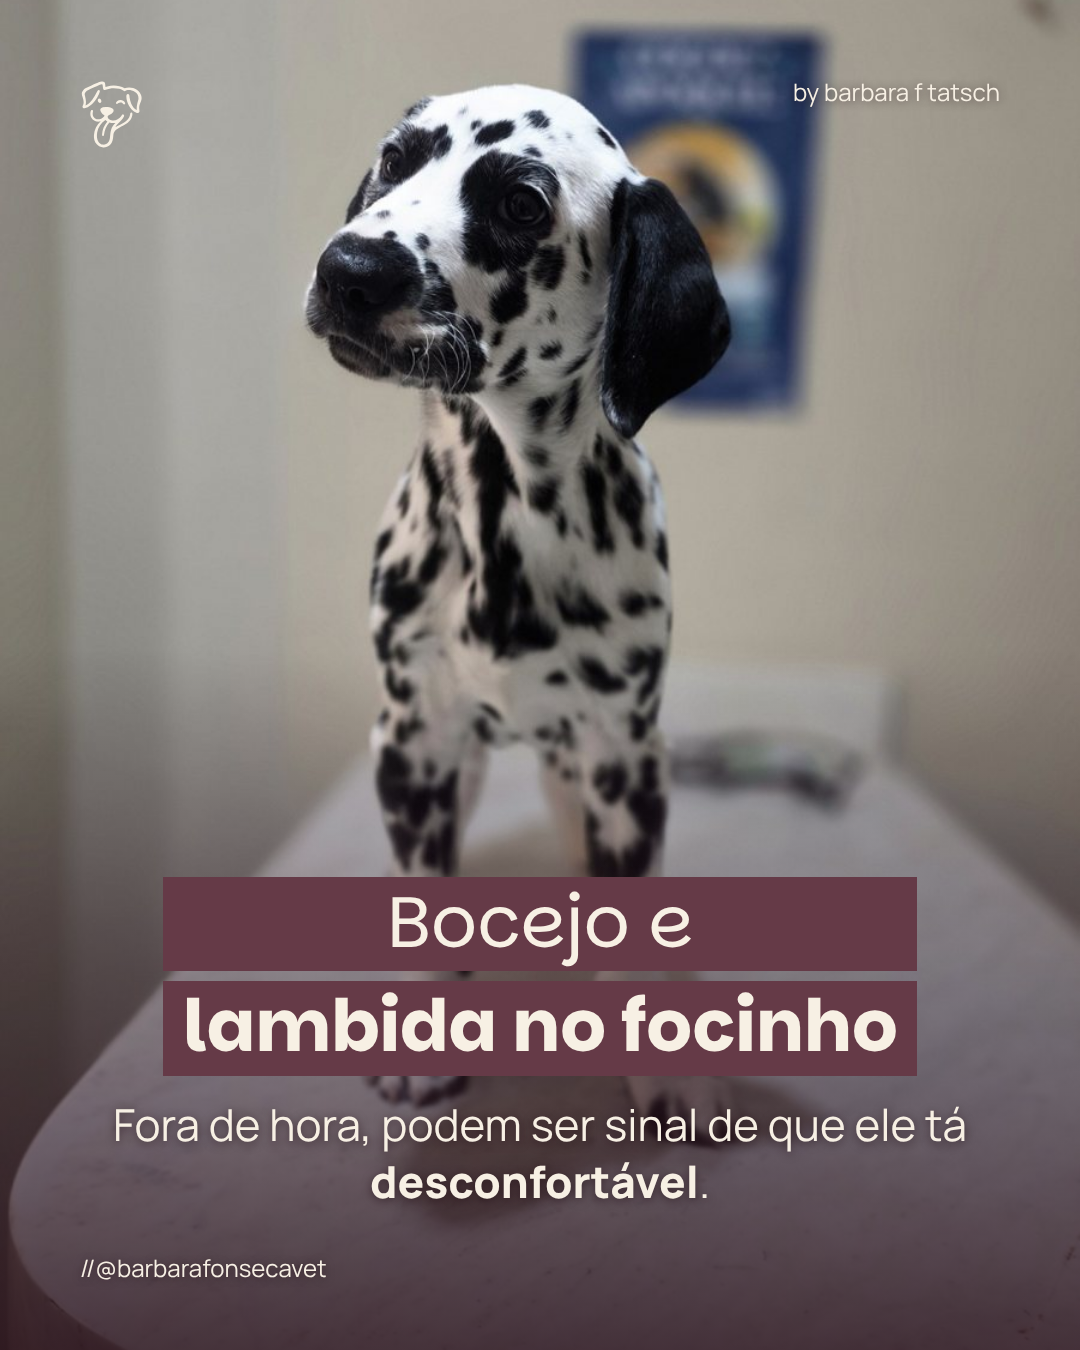 by barbara f tatsch
Bocejo e
lambida no focinho
Fora de hora, podem ser sinal de que ele tá
desconfortável.
//@barbarafonsecavet